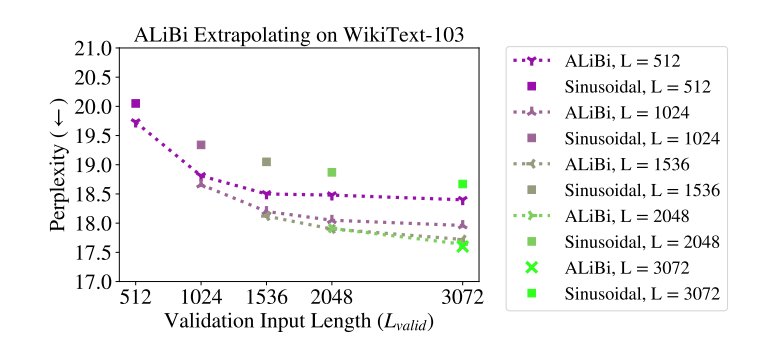 ALiBi Extrapolating on WikiText-103
Perplexity (←)
21.0
20.5
20.0
19.5
19.0
18.5
18.0
17.5
17.0
512 1024 1536 2048 3072
Validation Input Length (Lvalid)
ALiBi, L = 512
Sinusoidal, L = 512
ALiBi, L = 1024
Sinusoidal, L = 1024
ALiBi, L = 1536
Sinusoidal, L = 1536
ALiBi, L = 2048
Sinusoidal, L = 2048
ALiBi, L = 3072
Sinusoidal, L = 3072